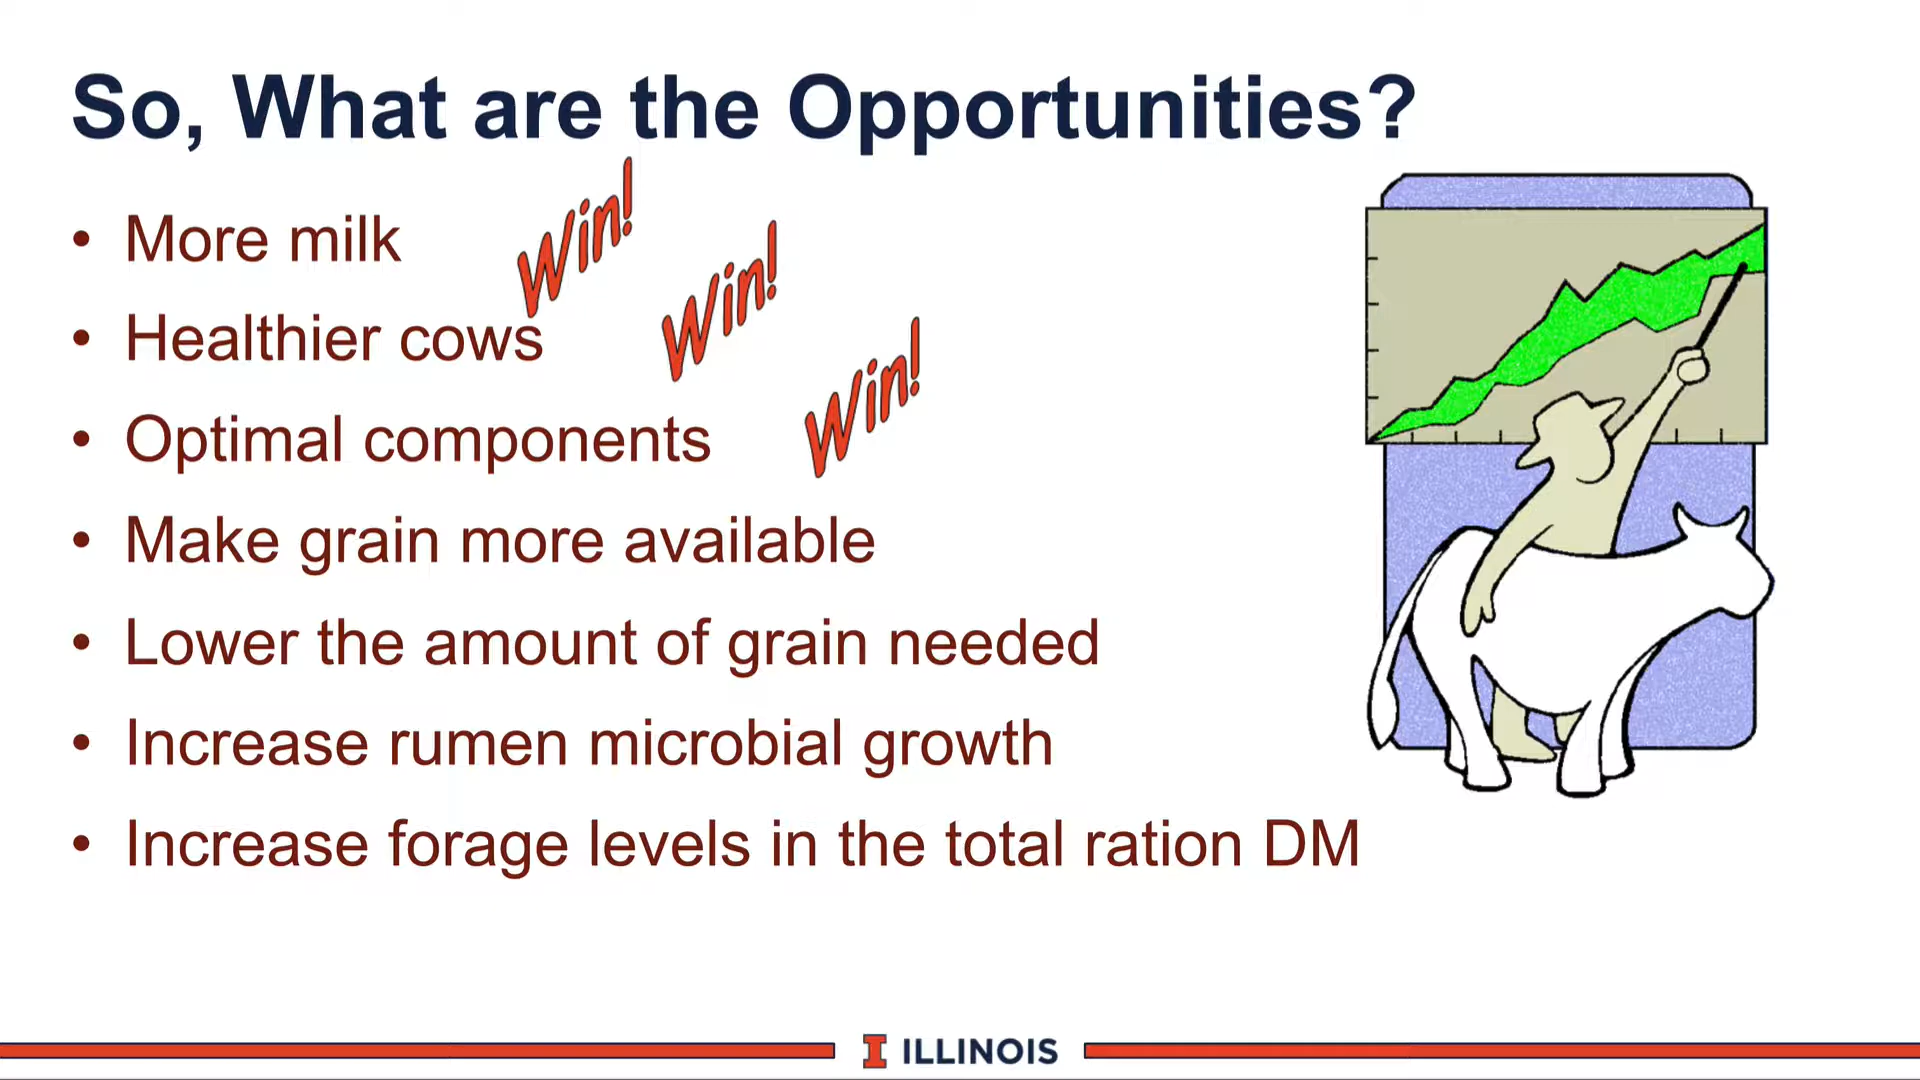 So, What are the Opportunities?
• More milk
Win!
• Healthier cows
Win!
• Optimal components
Win!
• Make grain more available
• Lower the amount of grain needed
• Increase rumen microbial growth
• Increase forage levels in the total ration DM
I ILLINOIS